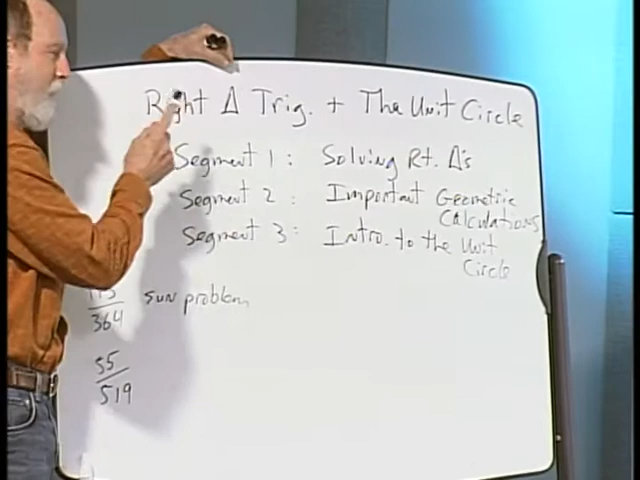 Right Δ Trig. + The Unit Circle
Segment 1: Solving Rt. Δ's
Segment 2: Important Geometric
Calculations
Segment 3: Intro. to the Unit
Circle
sun problem
364
55
519